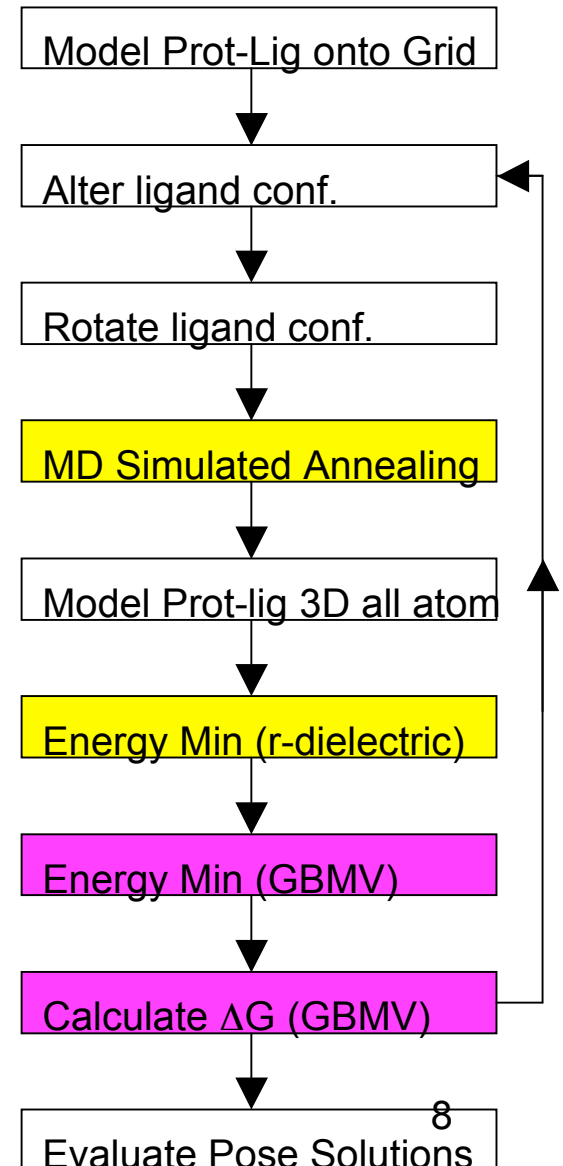 Model Prot-Lig onto Grid
Alter ligand conf.
Rotate ligand conf.
MD Simulated Annealing
Model Prot-lig 3D all atom
Energy Min (r-dielectric)
Energy Min (GBMV)
Calculate ΔG (GBMV)
8
Evaluate Pose Solutions